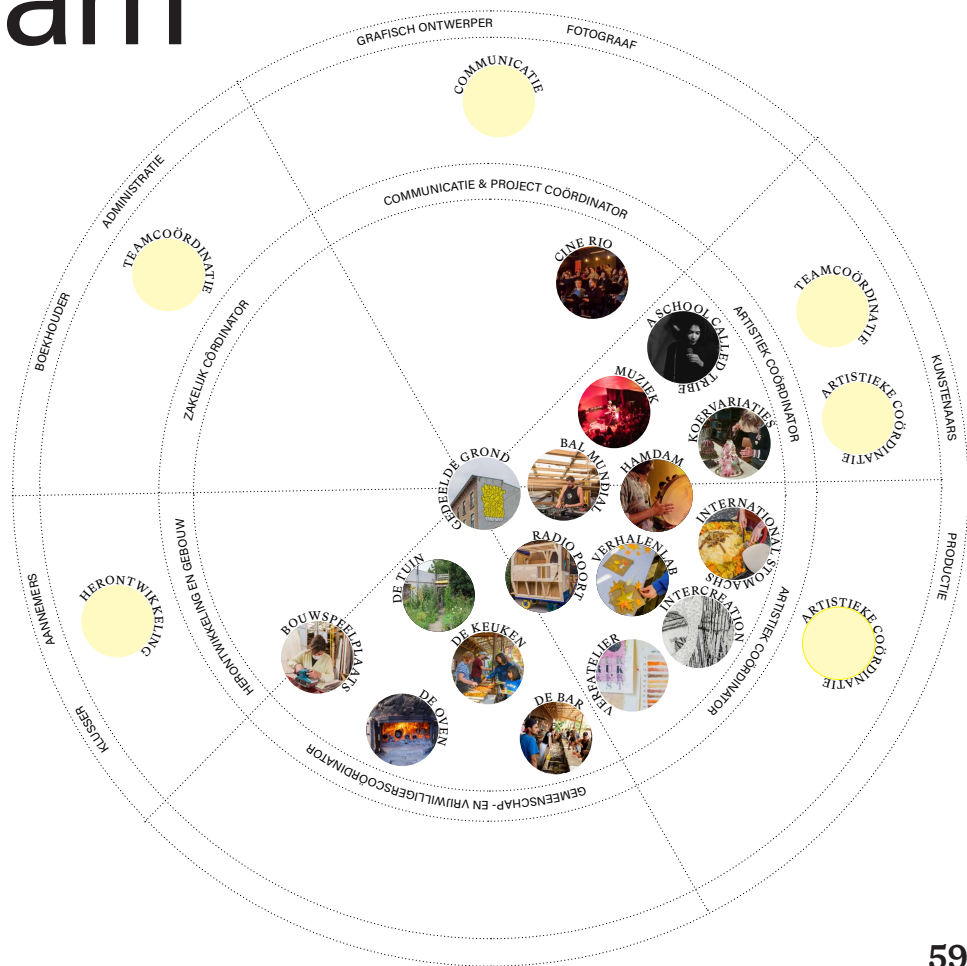 am
GRAFISCH ONTWERPER
FOTOGRAAF
COMMUNICATIE
ADMINISTRATIE
COMMUNICATIE & PROJECT COÖRDINATOR
TEAMCOÖRDINATIE
CINE RIO
TEAMCOÖRDINATIE
BOEKHOUDER
ZAKELIJK CÖRDINATOR
A SCHOOL CALLED TRIBE
ARTISTIEK COÖRDINATOR
KUNSTENAARS
MUZIEK
ARTISTIEKE COÖRDINATIE
KOERVARIATIES
GEDEELDE GROND
BAL MUNDIAL
HAMDAM
INTERNATIONAL STOMACHS
PRODUCTIE
HERONTWIKKELING EN GEBOUW
DE TUIN
RADIO POORT
VERHALENLAB
AANNEMERS
HERONTWIKKELING
INTERCREATION
ARTISTIEK COÖRDINATOR
ARTISTIEKE COÖRDINATIE
BOUWSPEELPLAATS
DE KEUKEN
VERFATELIER
KLUSSER
DE OVEN
DE BAR
GEMEENSCHAP- EN VRIJWILLIGERSCOÖRDINATOR
59